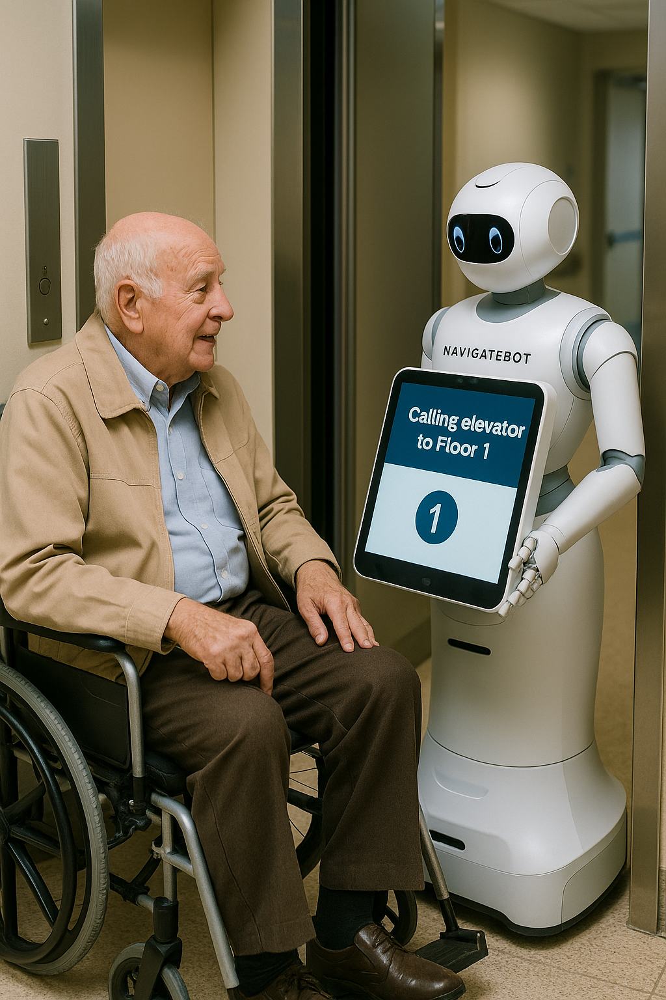 NAVIGATEBOT
Calling elevator
to Floor 1
1